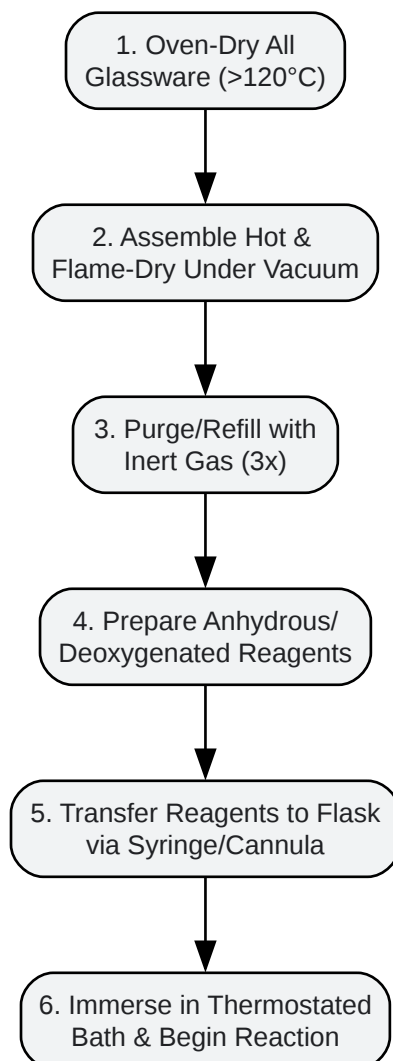 1. Oven-Dry All
Glassware (>120°C)
2. Assemble Hot &
Flame-Dry Under Vacuum
3. Purge/Refill with
Inert Gas (3x)
4. Prepare Anhydrous/
Deoxygenated Reagents
5. Transfer Reagents to Flask
via Syringe/Cannula
6. Immerse in Thermostated
Bath & Begin Reaction